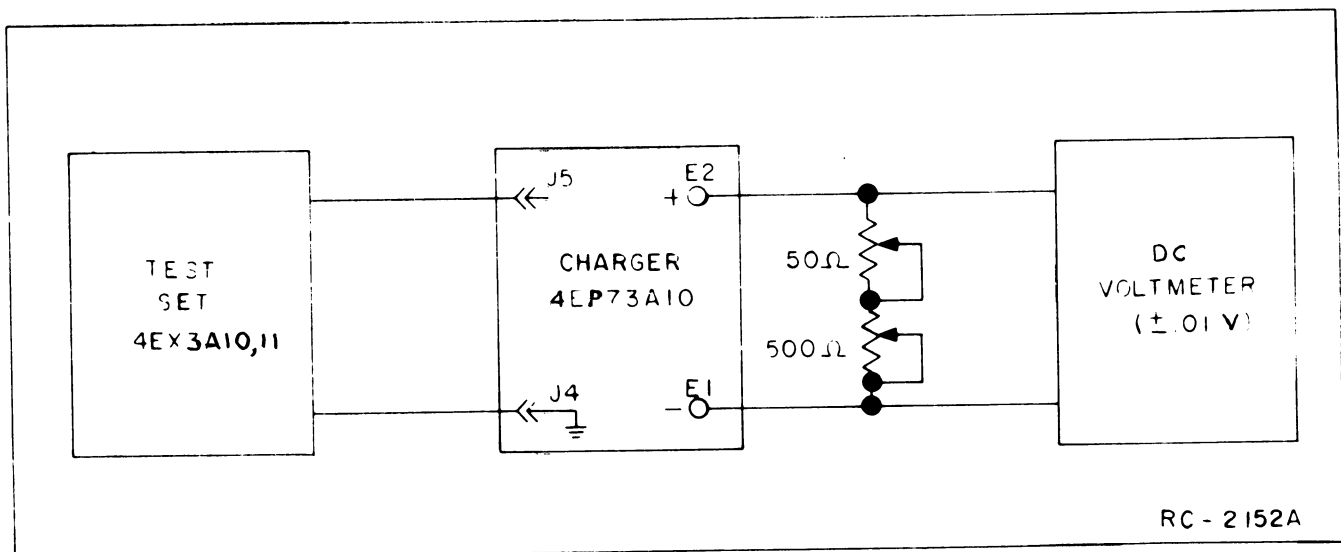 TEST
SET
4EX3A10,11
J5
J4
CHARGER
4EP73A10
+ E2
- E1
50Ω
500Ω
DC
VOLTMETER
(±.01 V)
RC-2152A